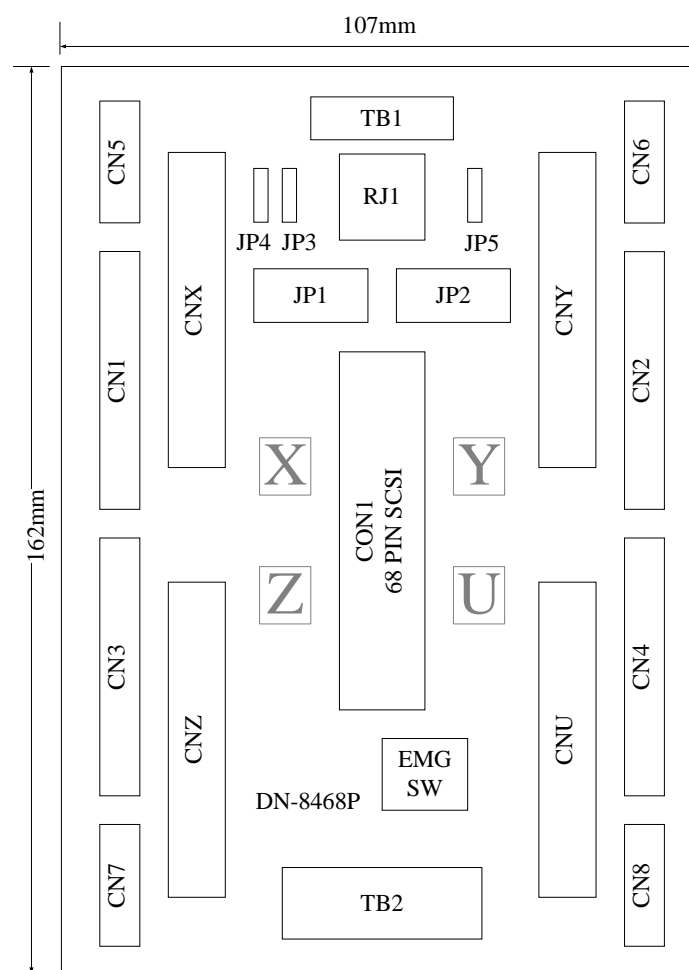 107mm
162mm
TB1
CN5
CN6
CNX
RJ1
CNY
JP4
JP3
JP5
JP1
JP2
CN1
CN2
X
Y
CON1
68 PIN SCSI
Z
U
CN3
CN4
CNZ
CNU
EMG
SW
DN-8468P
CN7
CN8
TB2